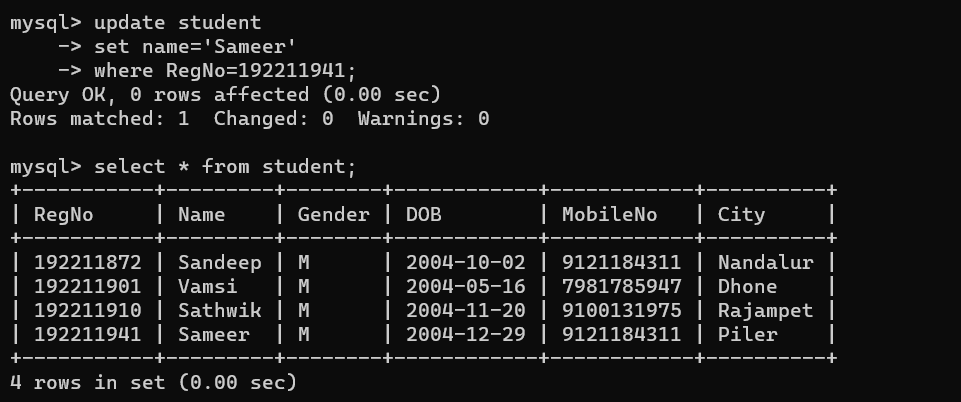 mysql> update student
    -> set name='Sameer'
    -> where RegNo=192211941;
Query OK, 0 rows affected (0.00 sec)
Rows matched: 1  Changed: 0  Warnings: 0

mysql> select * from student;
+-----------+---------+--------+------------+------------+----------+
| RegNo     | Name    | Gender | DOB        | MobileNo   | City     |
+-----------+---------+--------+------------+------------+----------+
| 192211872 | Sandeep | M      | 2004-10-02 | 9121184311 | Nandalur |
| 192211901 | Vamsi   | M      | 2004-05-16 | 7981785947 | Dhone    |
| 192211910 | Sathwik | M      | 2004-11-20 | 9100131975 | Rajampet |
| 192211941 | Sameer  | M      | 2004-12-29 | 9121184311 | Piler    |
+-----------+---------+--------+------------+------------+----------+
4 rows in set (0.00 sec)